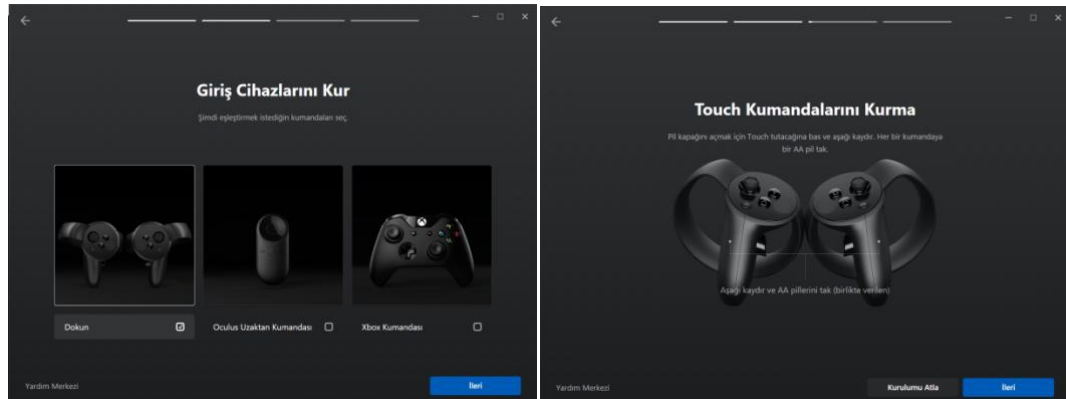 Giriş Cihazlarını Kur
Şimdi eşleştirmek istediğin kumandaları seç.
Dokun
Oculus Uzaktan Kumandası
Xbox Kumandası
Yardım Merkezi
İleri
Touch Kumandalarını Kurma
Pil kapağını açmak için Touch tutacağına bas ve aşağı kaydır. Her bir kumandaya
bir AA pil tak.
Aşağı kaydır ve AA pillerini tak (birlikte verilen)
Yardım Merkezi
Kurulumu Atla
İleri